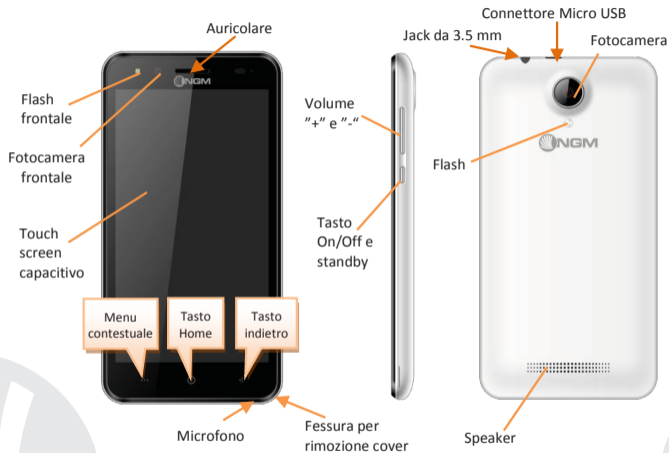 Connettore Micro USB
Auricolare
Jack da 3.5 mm
Fotocamera
NGM
Flash
frontale
Volume
"+" e "-"
Fotocamera
frontale
Flash
NGM
Touch
screen
capacitivo
Tasto
On/Off e
standby
Menu
contestuale
Tasto
Home
Tasto
indietro
Microfono
Fessura per
rimozione cover
Speaker